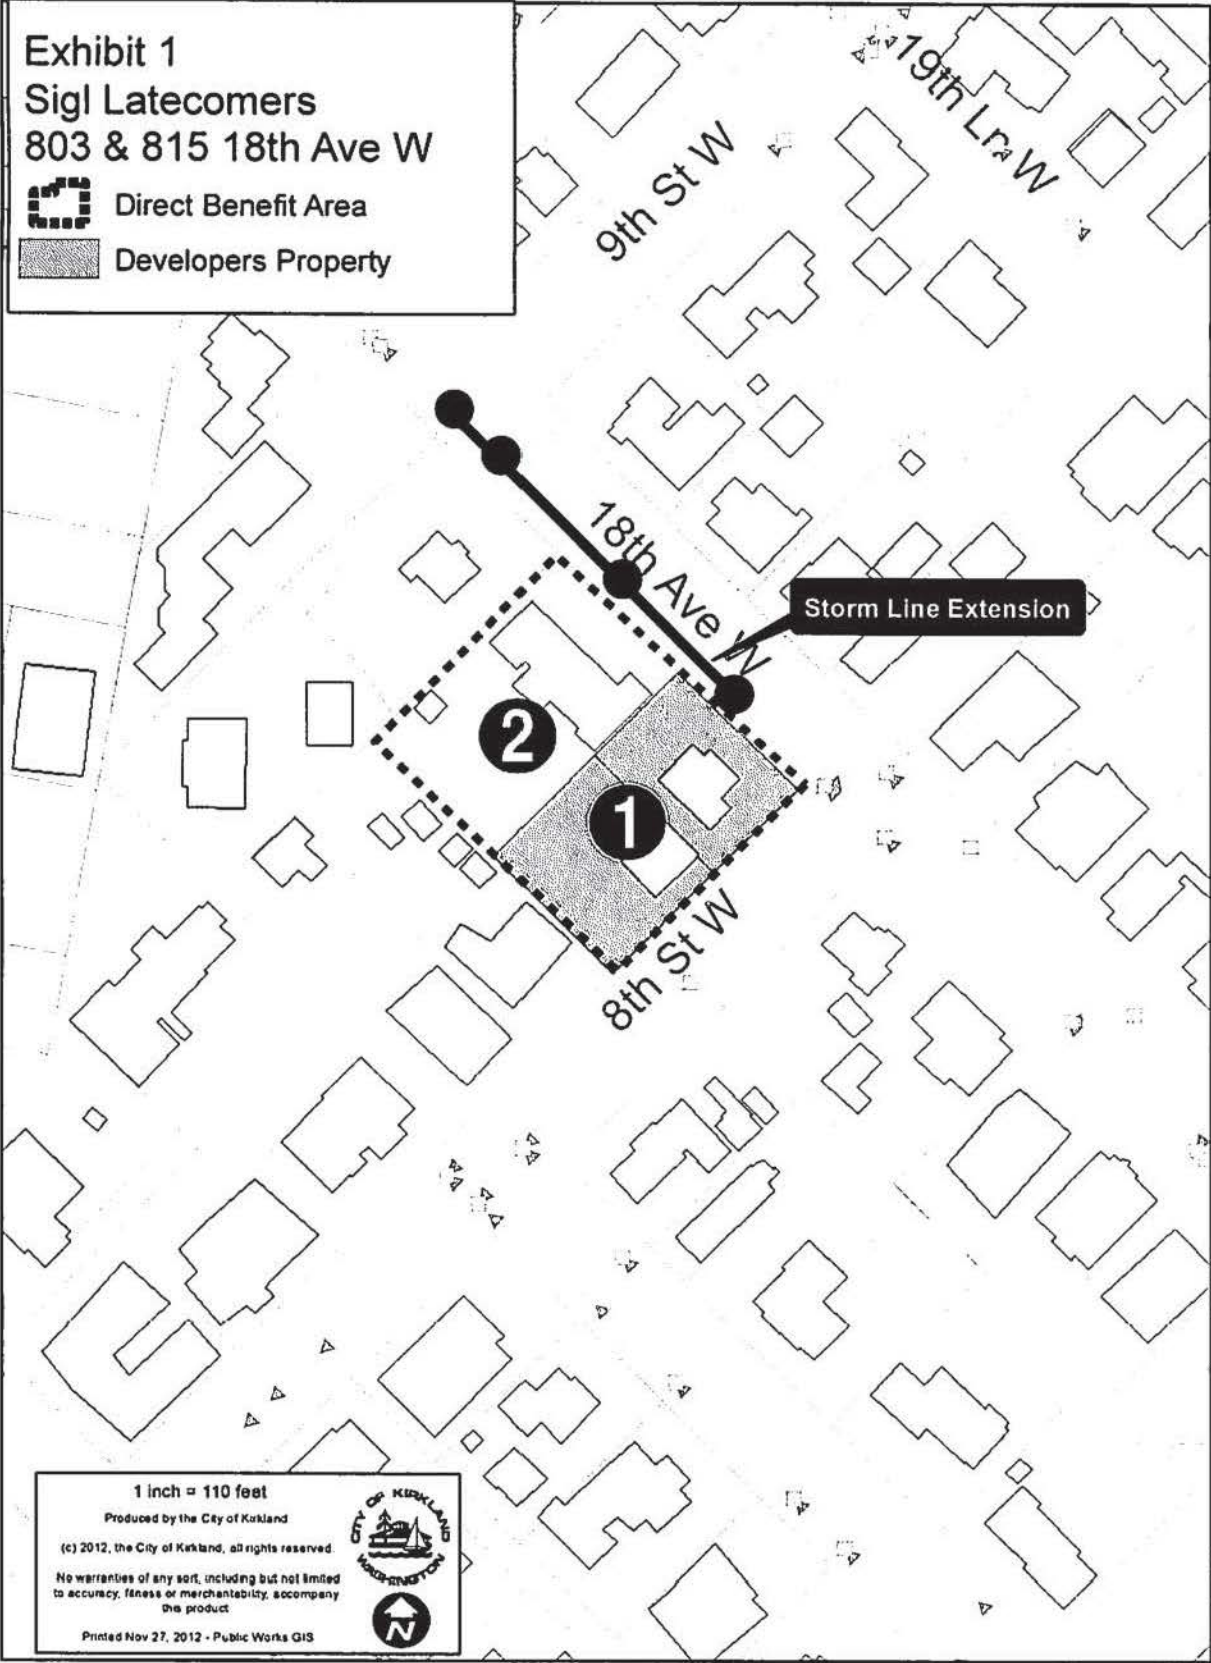 Exhibit 1
Sigl Latecomers
803 & 815 18th Ave W
Direct Benefit Area
Developers Property
19th Ln W
9th St W
18th Ave W
Storm Line Extension
2
1
8th St W
1 inch = 110 feet
Produced by the City of Kirkland
(c) 2012, the City of Kirkland, all rights reserved.
No warranties of any sort, including but not limited
to accuracy, fitness or merchantability, accompany
this product
Printed Nov 27, 2012 - Public Works GIS
CITY OF KIRKLAND
WASHINGTON
N